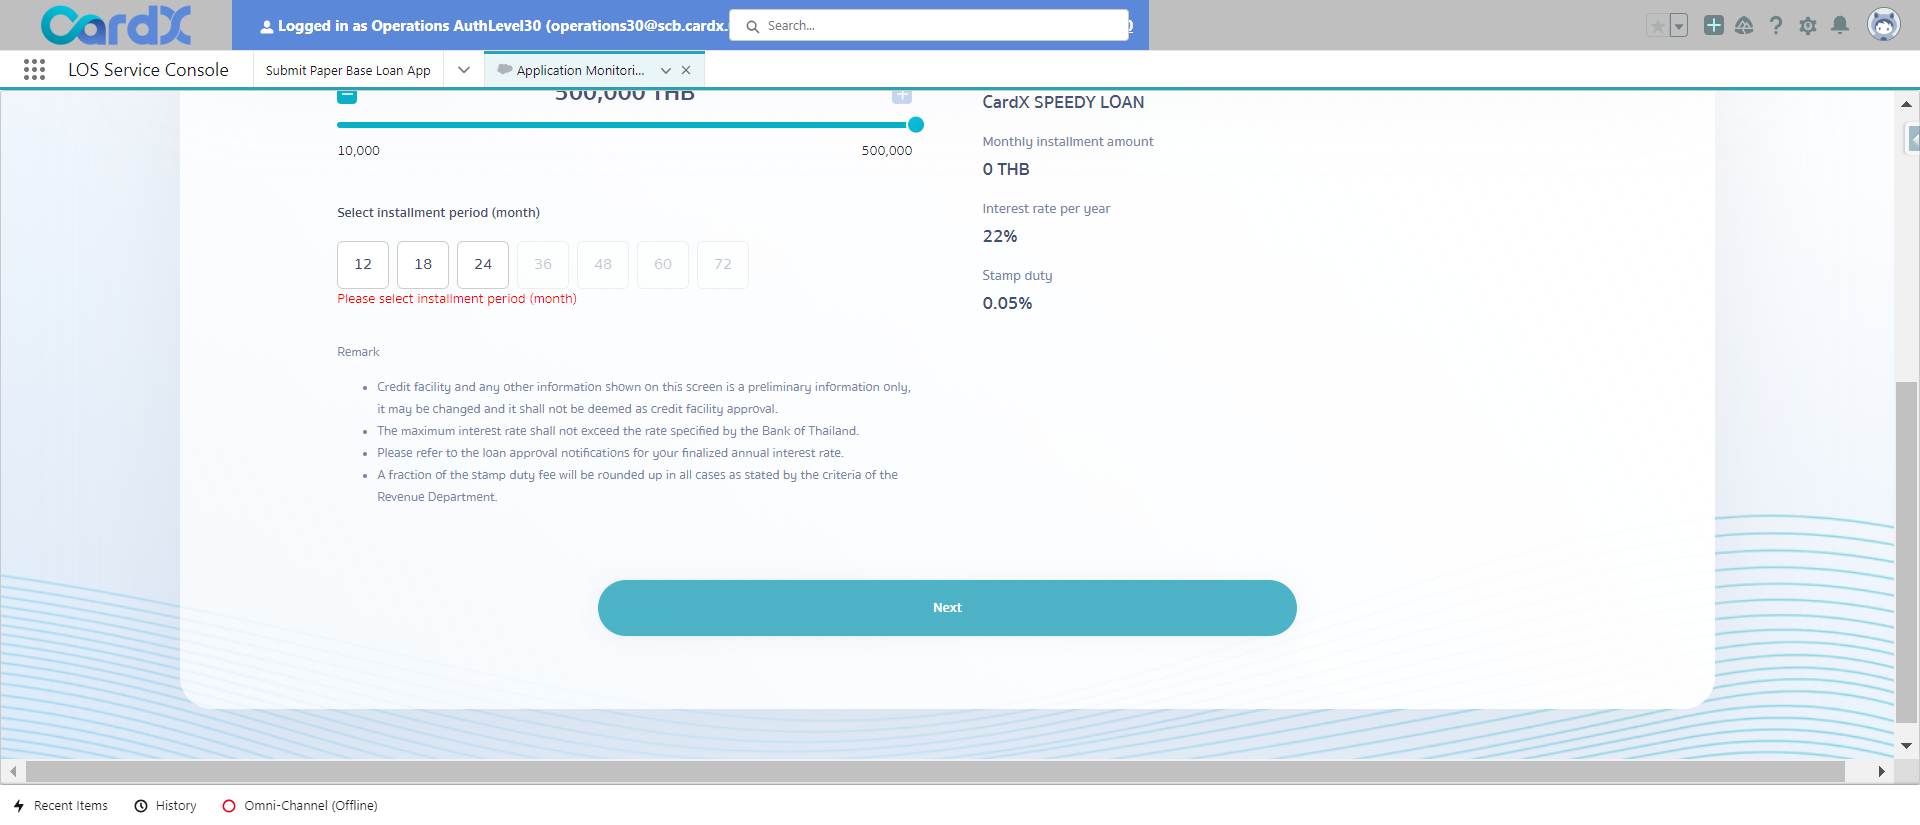 CardX
Logged in as Operations AuthLevel30 (operations30@scb.cardx.
Search...
LOS Service Console
Submit Paper Base Loan App
Application Monitori...
500,000 THB
10,000
500,000
Select installment period (month)
12
18
24
36
48
60
72
Please select installment period (month)
Remark
• Credit facility and any other information shown on this screen is a preliminary information only,
it may be changed and it shall not be deemed as credit facility approval.
• The maximum interest rate shall not exceed the rate specified by the Bank of Thailand.
• Please refer to the loan approval notifications for your finalized annual interest rate.
• A fraction of the stamp duty fee will be rounded up in all cases as stated by the criteria of the
Revenue Department.
CardX SPEEDY LOAN
Monthly installment amount
0 THB
Interest rate per year
22%
Stamp duty
0.05%
Next
Recent Items
History
Omni-Channel (Offline)